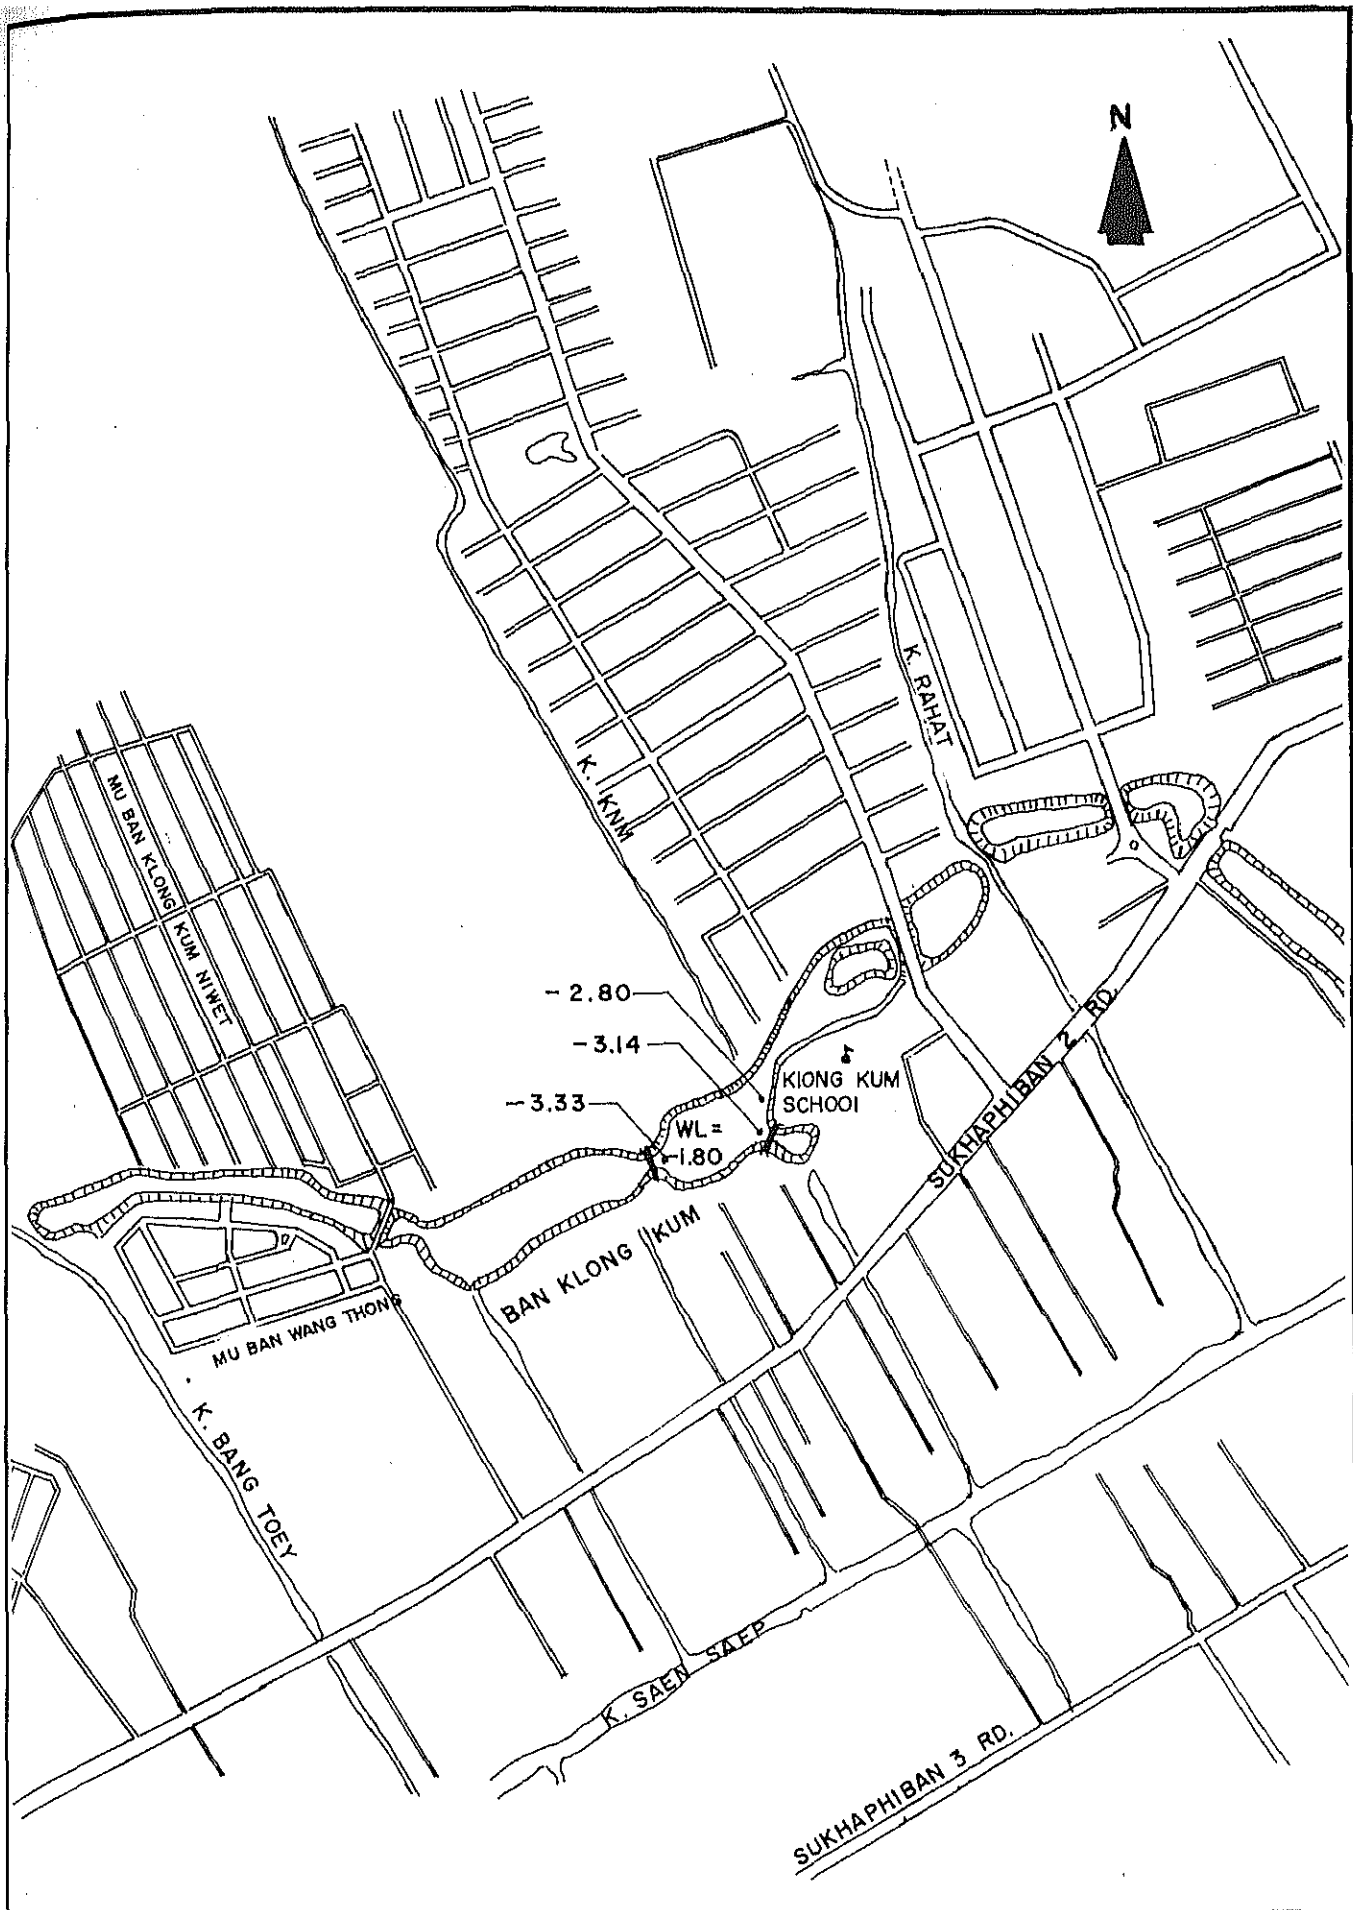 N
K. RAHAT
K. KNM
MU BAN KLONG KUM NIWET
-2.80
-3.14
-3.33
WL =
-1.80
KIONG KUM
SCHOOI
SUKHAPHIBAN 2 RD.
BAN KLONG KUM
MU BAN WANG THONG
K. BANG TOEY
K. SAEN SAEP
SUKHAPHIBAN 3 RD.